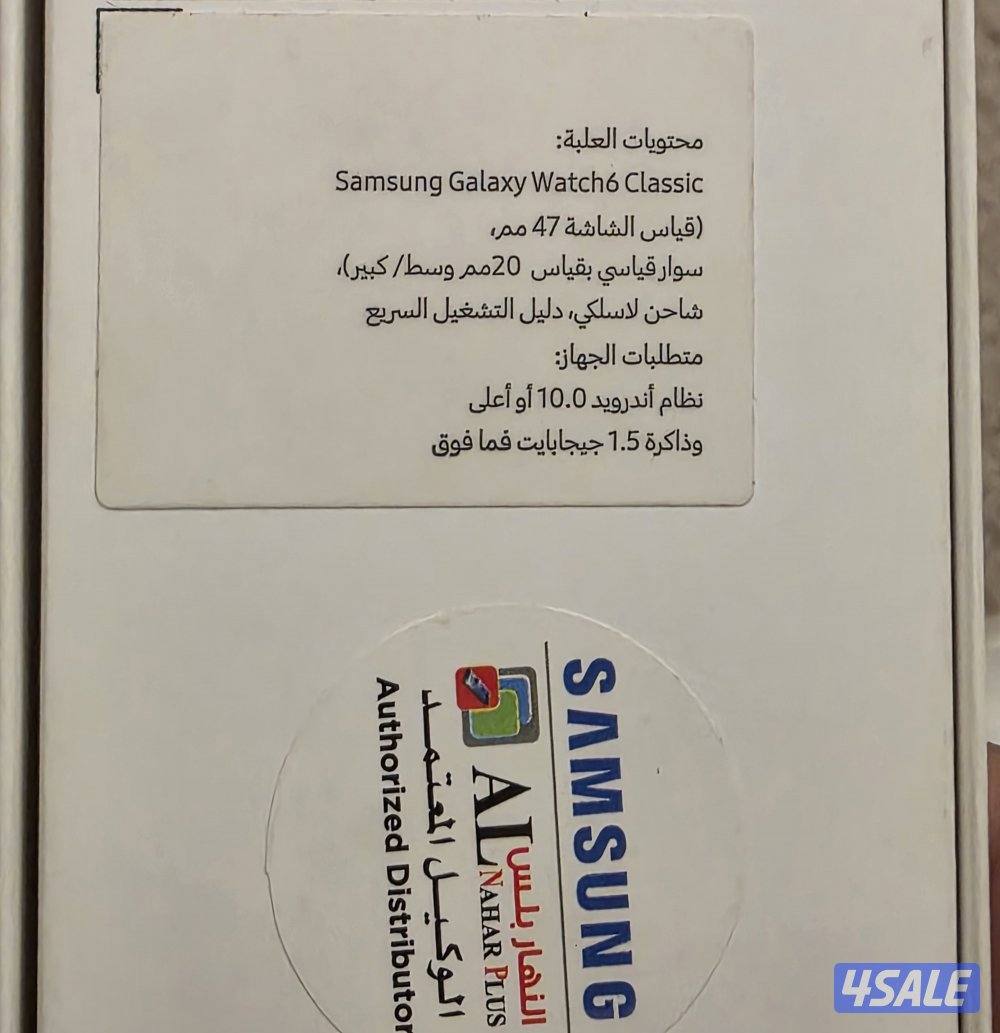 محتويات العلبة:
Samsung Galaxy Watch6 Classic
(قياس الشاشة 47 مم،
سوار قياسي بقياس 20مم وسط/ كبير)،
شاحن لاسلكي، دليل التشغيل السريع
متطلبات الجهاز:
نظام أندرويد 10.0 أو أعلى
وذاكرة 1.5 جيجابايت فما فوق
SAMSUNG
النهار بلس
AL NAHAR PLUS
الوكيل المعتمد
Authorized Distributor
4SALE